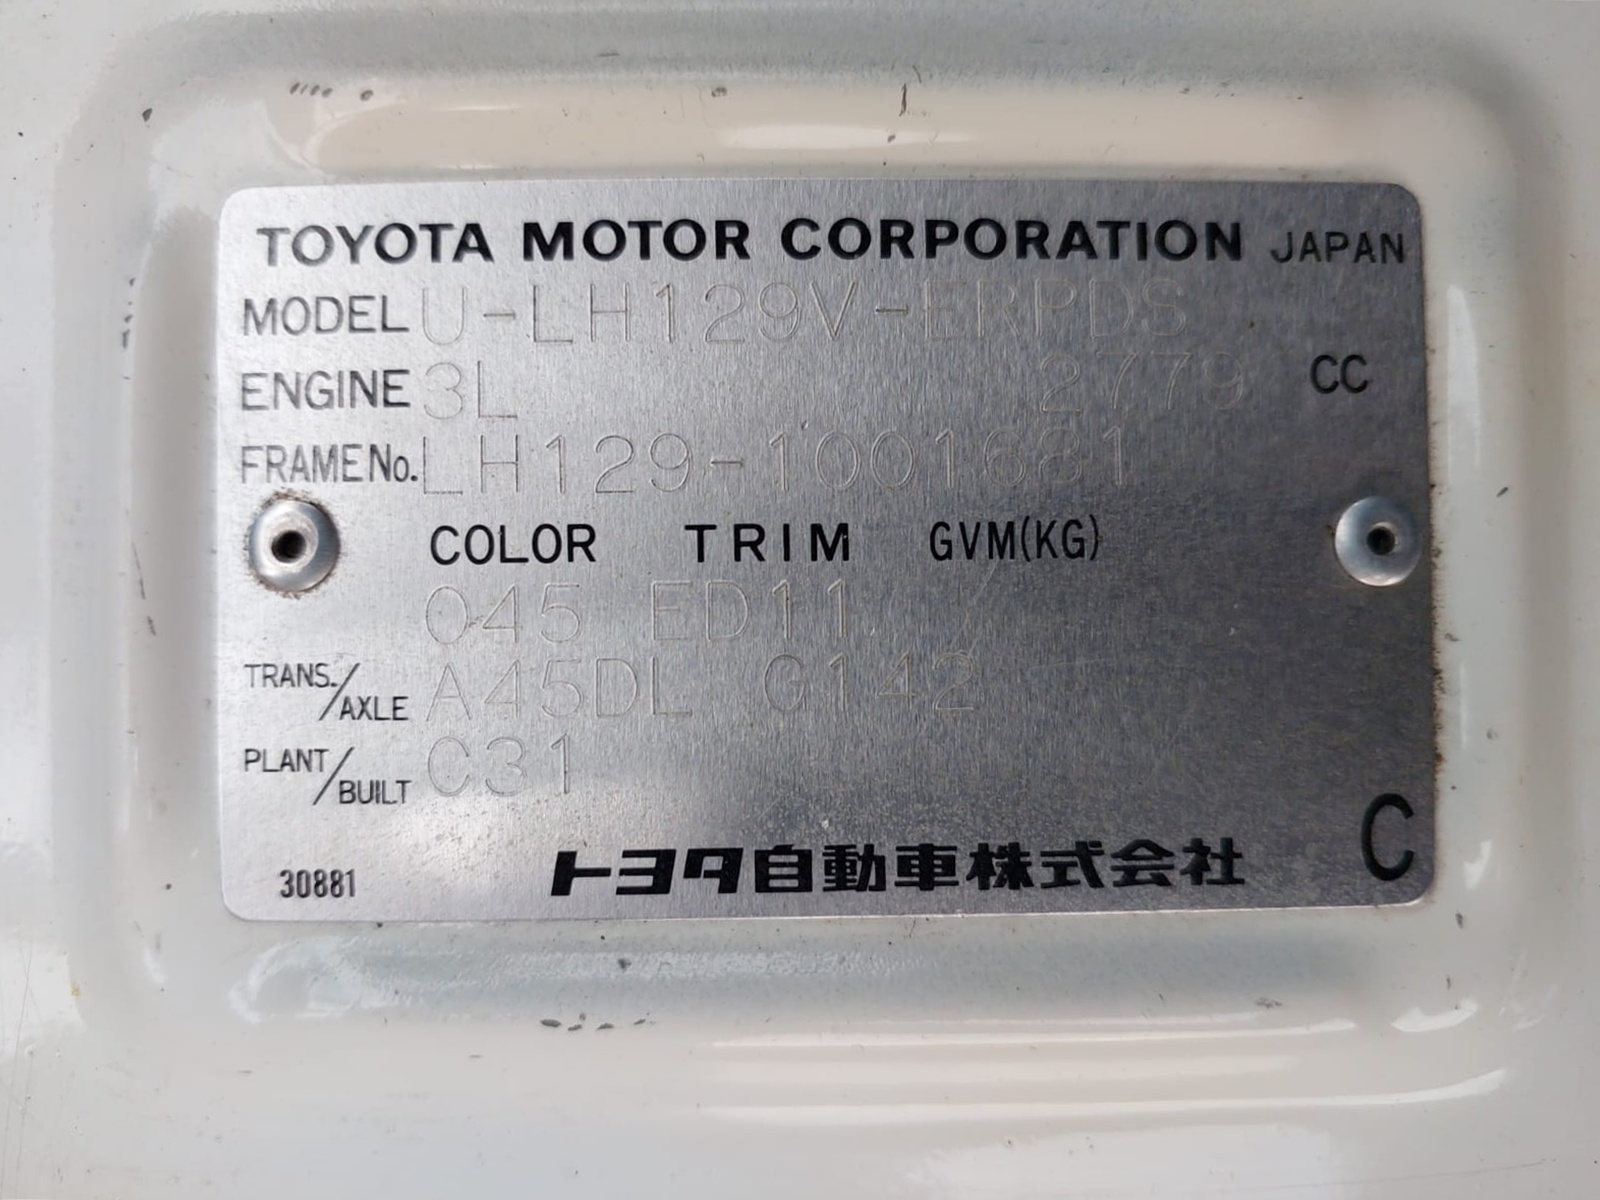 TOYOTA MOTOR CORPORATION JAPAN
MODEL U-LH129V-ERPDS
ENGINE 3L 2779 CC
FRAME No. LH129-1001681
COLOR TRIM GVM(KG)
045 ED11
TRANS./AXLE A45DL G142
PLANT/BUILT C31
C
30881 トヨタ自動車株式会社